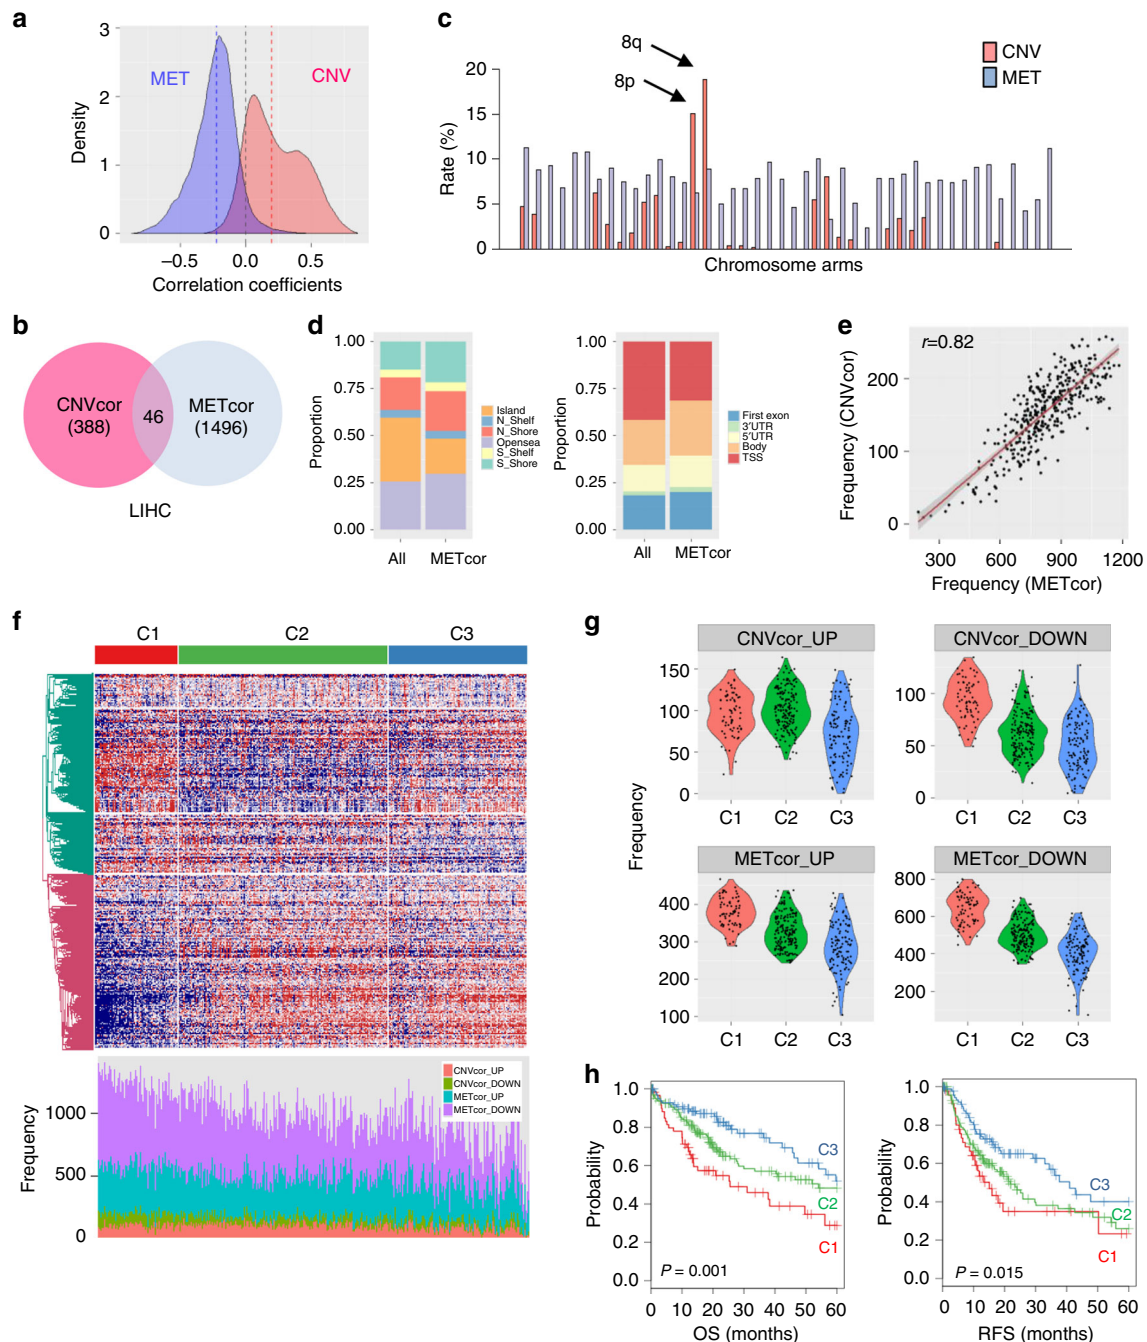 a
3
2
1
0
Density
MET
CNV
−0.5
0.0
0.5
Correlation coefficients
c
8q
8p
CNV
MET
20
15
10
5
0
Rate (%)
Chromosome arms
b
CNVcor
(388)
46
METcor
(1496)
LIHC
d
1.00
0.75
0.50
0.25
0.00
Proportion
All
METcor
Island
N_Shelf
N_Shore
Opensea
S_Shelf
S_Shore
1.00
0.75
0.50
0.25
0.00
Proportion
All
METcor
First exon
3′UTR
5′UTR
Body
TSS
e
r=0.82
200
100
0
Frequency (CNVcor)
300
600
900
1200
Frequency (METcor)
f
C1
C2
C3
1000
500
0
Frequency
CNVcor_UP
CNVcor_DOWN
METcor_UP
METcor_DOWN
g
Frequency
CNVcor_UP
150
100
50
0
C1
C2
C3
CNVcor_DOWN
100
50
0
C1
C2
C3
METcor_UP
400
300
200
100
C1
C2
C3
METcor_DOWN
800
600
400
200
C1
C2
C3
h
1.0
0.8
0.6
0.4
0.2
0.0
Probability
C3
C2
C1
P = 0.001
0 10 20 30 40 50 60
OS (months)
1.0
0.8
0.6
0.4
0.2
0.0
Probability
C3
C2
C1
P = 0.015
0 10 20 30 40 50 60
RFS (months)